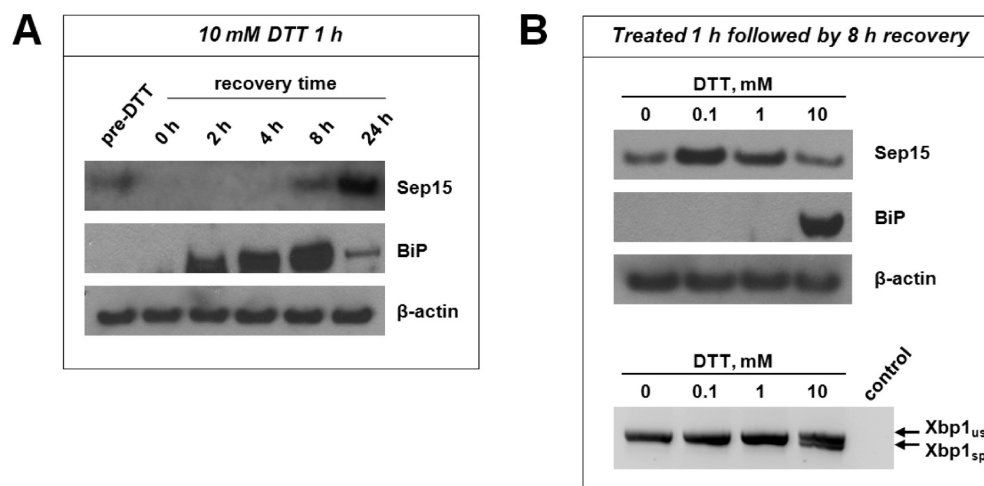 A
10 mM DTT 1 h
recovery time
pre-DTT 0 h 2 h 4 h 8 h 24 h
Sep15
BiP
β-actin
B
Treated 1 h followed by 8 h recovery
DTT, mM
0 0.1 1 10
Sep15
BiP
β-actin
DTT, mM
0 0.1 1 10 control
Xbp1us
Xbp1sp